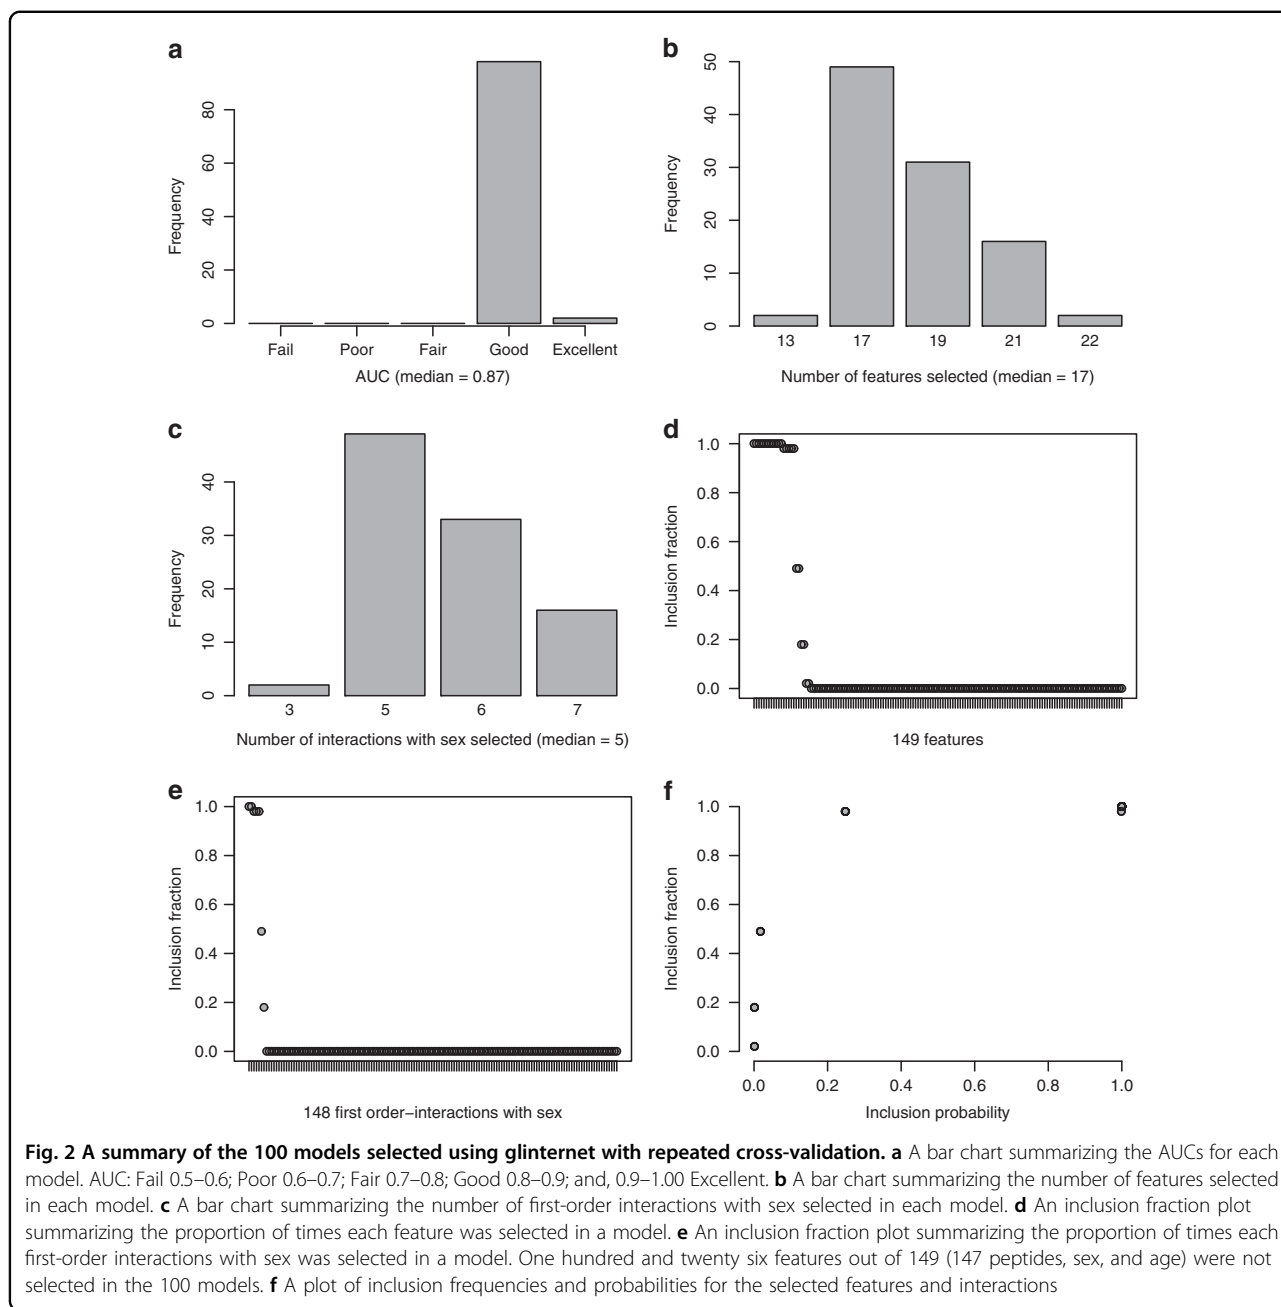 a
80
60
40
20
0
Frequency
Fail Poor Fair Good Excellent
AUC (median = 0.87)
b
50
40
30
20
10
0
Frequency
13 17 19 21 22
Number of features selected (median = 17)
c
40
30
20
10
0
Frequency
3 5 6 7
Number of interactions with sex selected (median = 5)
d
1.0
0.8
0.6
0.4
0.2
0.0
Inclusion fraction
149 features
e
1.0
0.8
0.6
0.4
0.2
0.0
Inclusion fraction
148 first order–interactions with sex
f
1.0
0.8
0.6
0.4
0.2
0.0
Inclusion fraction
0.0 0.2 0.4 0.6 0.8 1.0
Inclusion probability
Fig. 2 A summary of the 100 models selected using glinternet with repeated cross-validation. a A bar chart summarizing the AUCs for each
model. AUC: Fail 0.5–0.6; Poor 0.6–0.7; Fair 0.7–0.8; Good 0.8–0.9; and, 0.9–1.00 Excellent. b A bar chart summarizing the number of features selected
in each model. c A bar chart summarizing the number of first-order interactions with sex selected in each model. d An inclusion fraction plot
summarizing the proportion of times each feature was selected in a model. e An inclusion fraction plot summarizing the proportion of times each
first-order interactions with sex was selected in a model. One hundred and twenty six features out of 149 (147 peptides, sex, and age) were not
selected in the 100 models. f A plot of inclusion frequencies and probabilities for the selected features and interactions